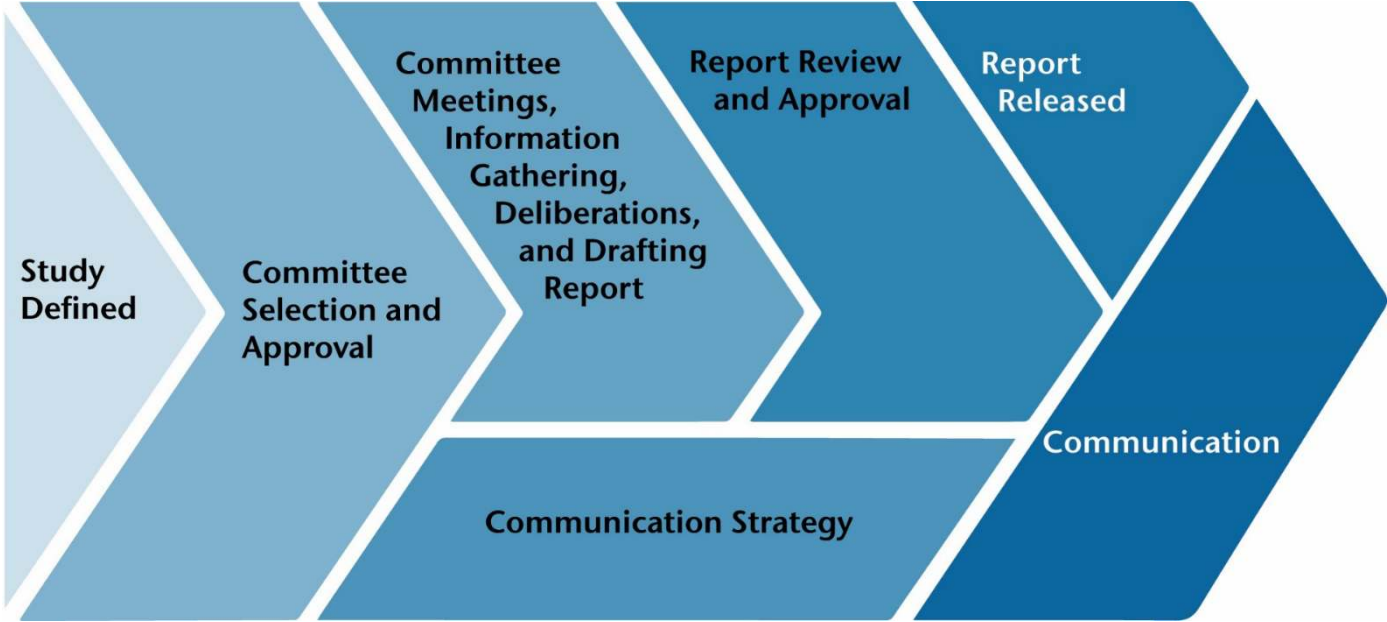 Study
Defined
Committee
Selection and
Approval
Committee
Meetings,
Information
Gathering,
Deliberations,
and Drafting
Report
Report Review
and Approval
Report
Released
Communication Strategy
Communication